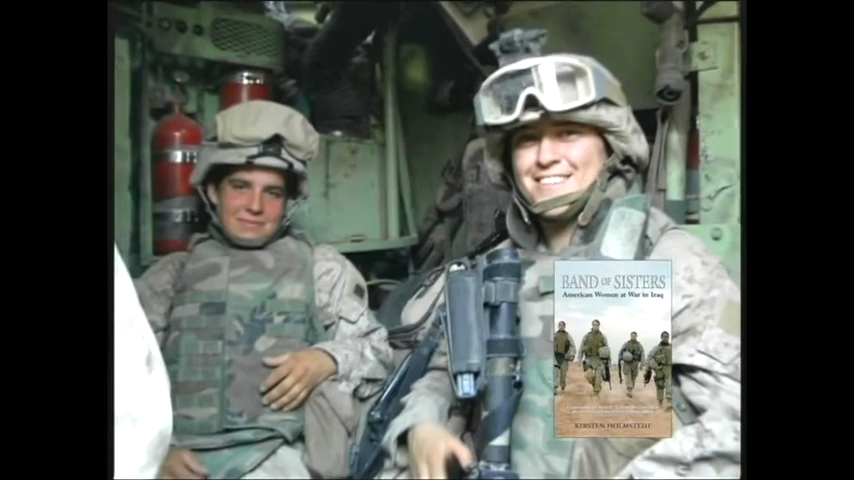 BAND OF SISTERS
American Women at War in Iraq
KIRSTEN HOLMSTEDT